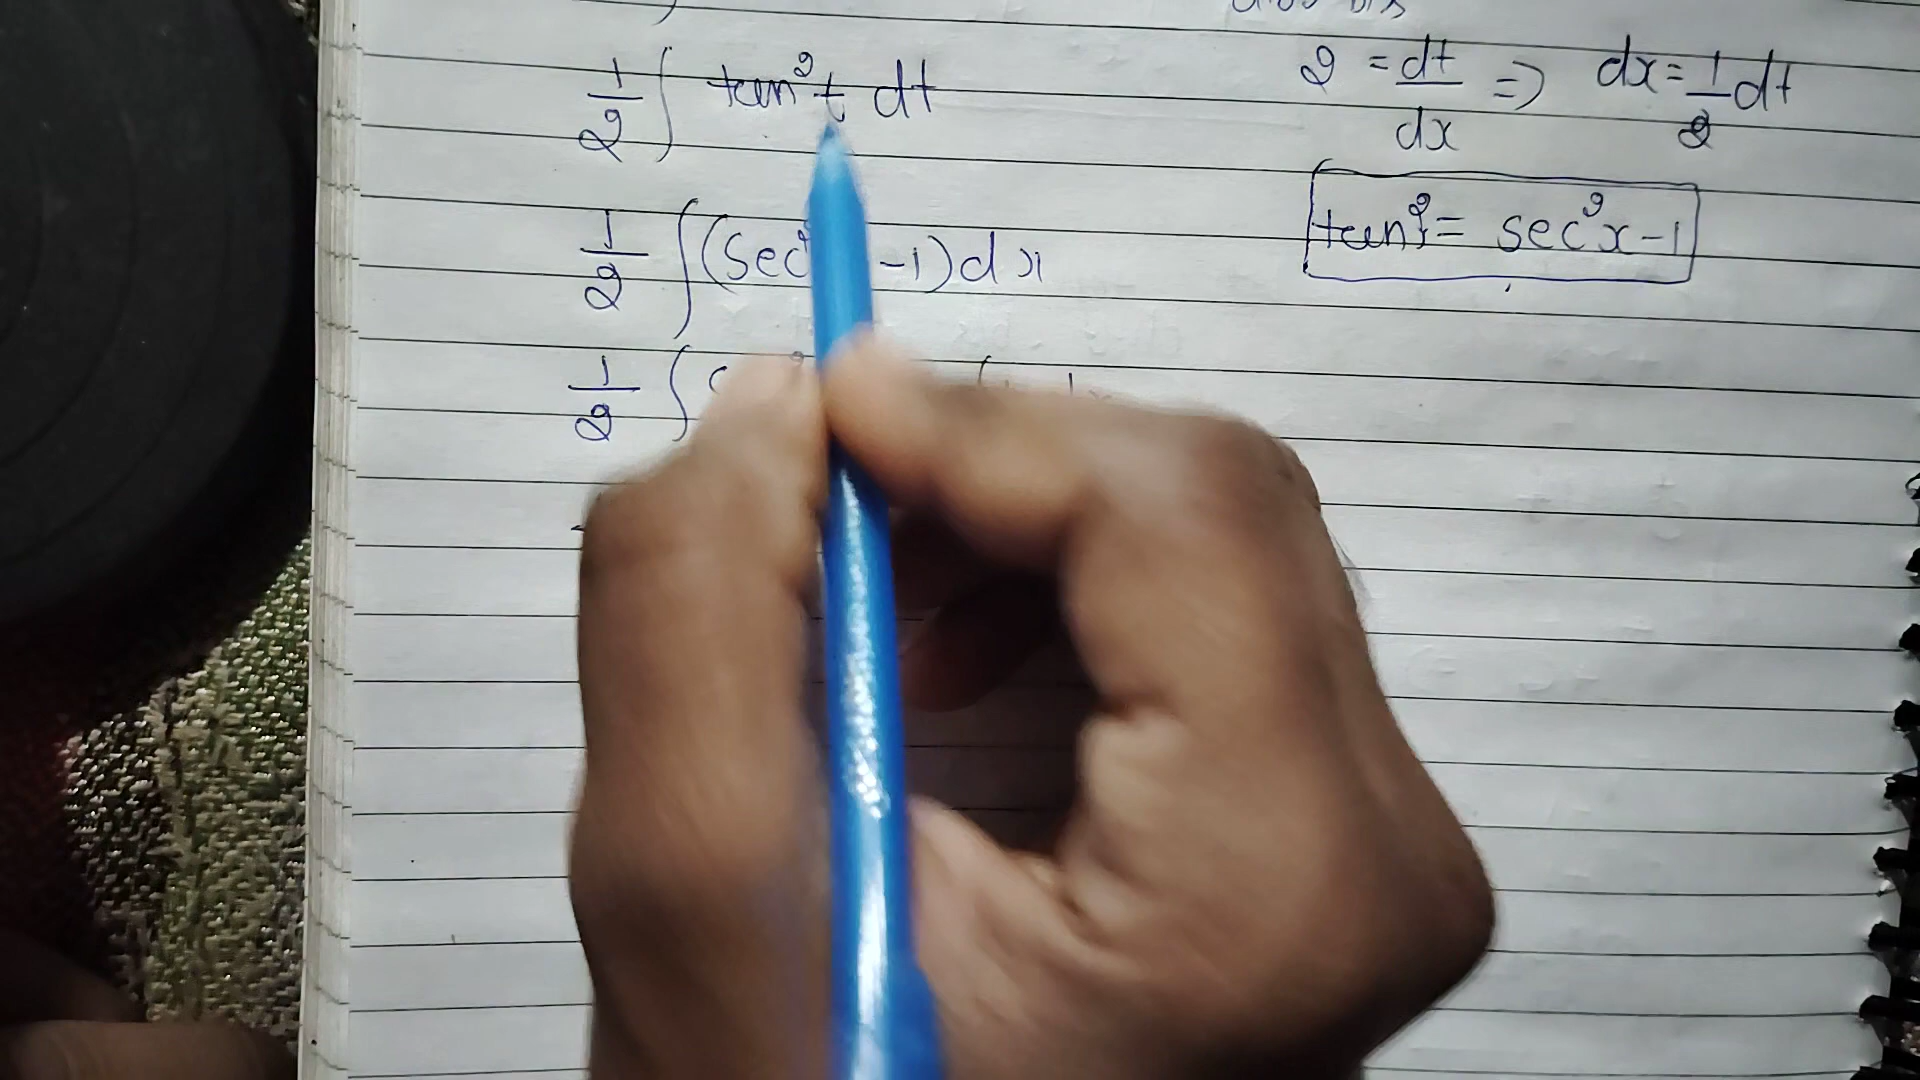 1/2 ∫ tan²t dt
2 = dt/dx ⇒ dx = 1/2 dt
1/2 ∫(sec² -1)dx
tan² = sec²x-1
1/2 ∫